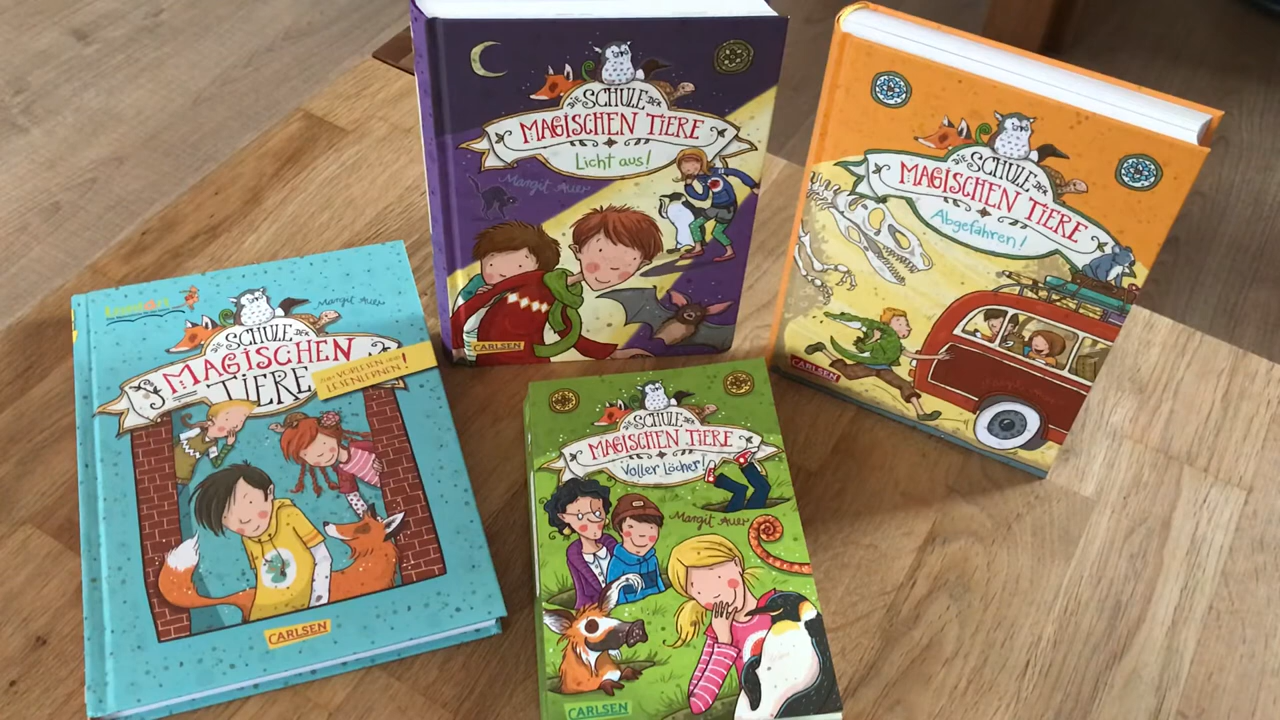 DIE SCHULE DER
MAGISCHEN TIERE
Licht aus!
Margit Auer
CARLSEN
DIE SCHULE DER
MAGISCHEN TIERE
Abgefahren!
CARLSEN
Margit Auer
DIE SCHULE DER
MAGISCHEN
TIERE
ZUM VORLESEN UND
LESENLERNEN!
CARLSEN
DIE SCHULE DER
MAGISCHEN TIERE
Voller Löcher!
Margit Auer
CARLSEN